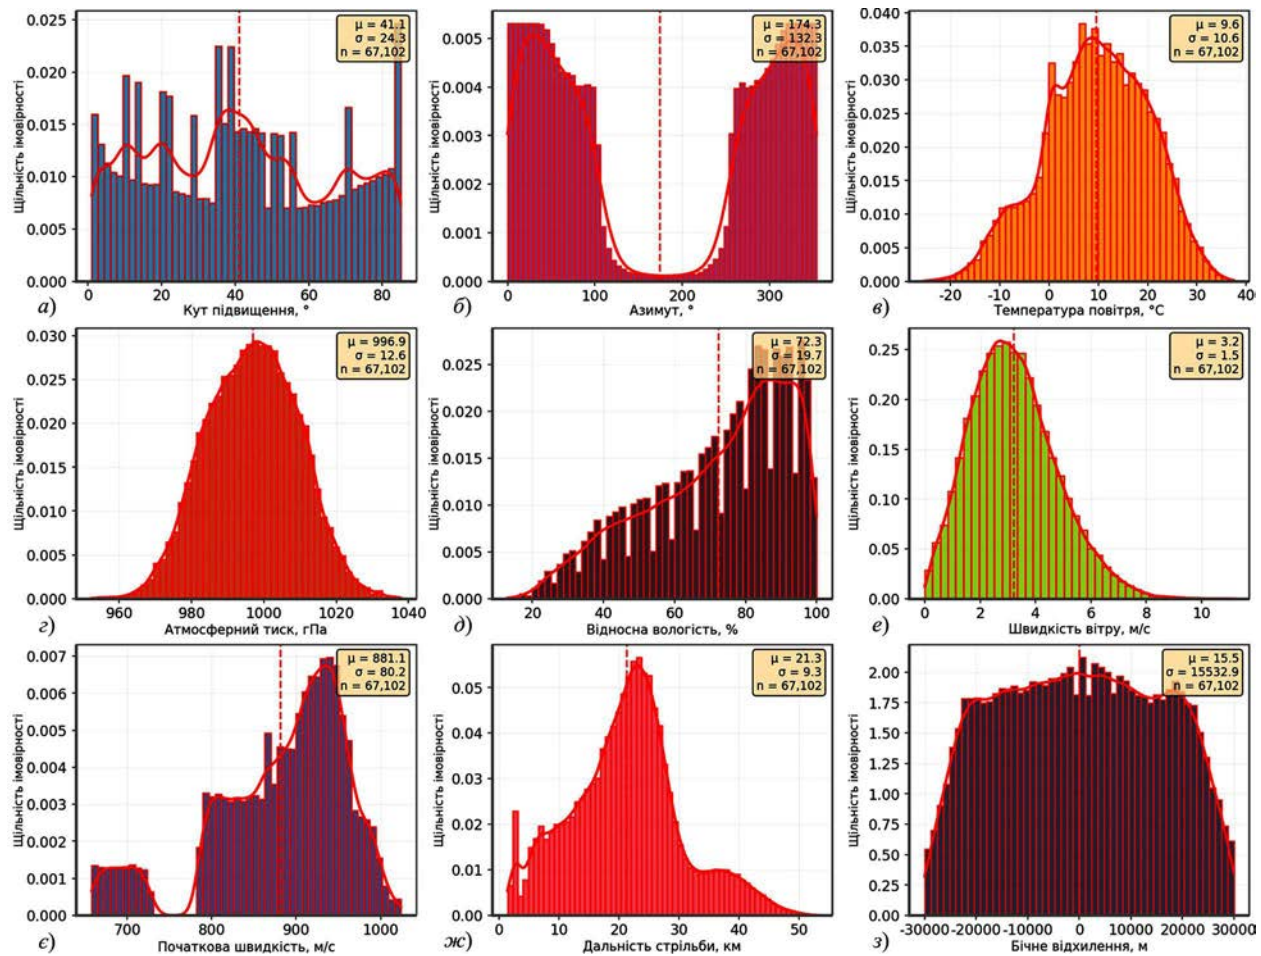 Щільність імовірності
0.025
0.020
0.015
0.010
0.005
0.000
μ = 41.1
σ = 24.3
n = 67,102
0
20
40
60
80
а)
Кут підвищення, °
Щільність імовірності
0.005
0.004
0.003
0.002
0.001
0.000
μ = 174.3
σ = 132.3
n = 67,102
0
100
200
300
б)
Азимут, °
Щільність імовірності
0.040
0.035
0.030
0.025
0.020
0.015
0.010
0.005
0.000
μ = 9.6
σ = 10.6
n = 67,102
-20
-10
0
10
20
30
40
в)
Температура повітря, °C
Щільність імовірності
0.030
0.025
0.020
0.015
0.010
0.005
0.000
μ = 996.9
σ = 12.6
n = 67,102
960
980
1000
1020
1040
г)
Атмосферний тиск, гПа
Щільність імовірності
0.025
0.020
0.015
0.010
0.005
0.000
μ = 72.3
σ = 19.7
n = 67,102
20
40
60
80
100
д)
Відносна вологість, %
Щільність імовірності
0.25
0.20
0.15
0.10
0.05
0.00
μ = 3.2
σ = 1.5
n = 67,102
0
2
4
6
8
10
е)
Швидкість вітру, м/с
Щільність імовірності
0.007
0.006
0.005
0.004
0.003
0.002
0.001
0.000
μ = 881.1
σ = 80.2
n = 67,102
700
800
900
1000
є)
Початкова швидкість, м/с
Щільність імовірності
0.05
0.04
0.03
0.02
0.01
0.00
μ = 21.3
σ = 9.3
n = 67,102
0
10
20
30
40
50
ж)
Дальність стрільби, км
Щільність імовірності
2.00
1.75
1.50
1.25
1.00
0.75
0.50
0.25
0.00
μ = 15.5
σ = 15532.9
n = 67,102
-30000
-20000
-10000
0
10000
20000
30000
з)
Бічне відхилення, м